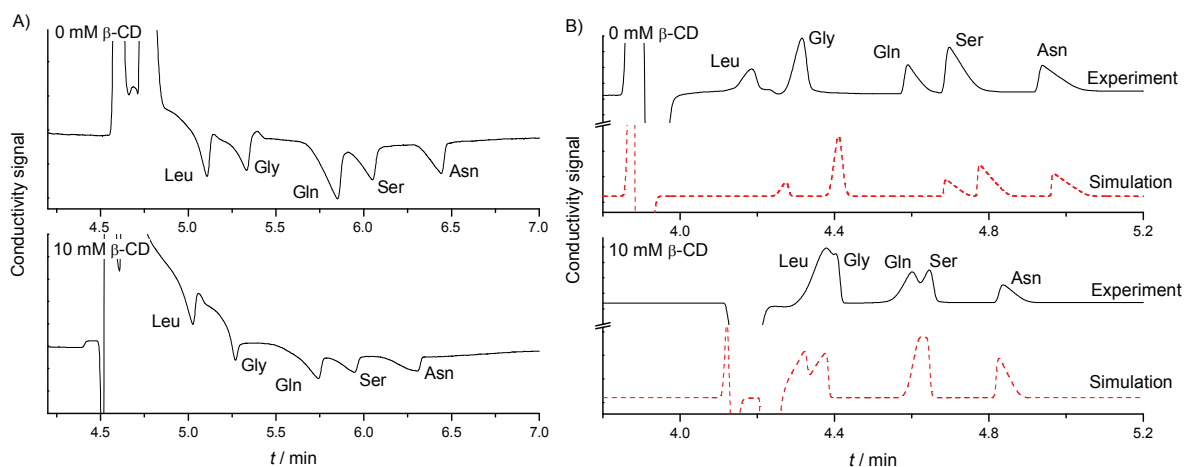 A)
0 mM β-CD
Leu
Gly
Gln
Ser
Asn
4.5 5.0 5.5 6.0 6.5 7.0
10 mM β-CD
Leu
Gly
Gln
Ser
Asn
4.5 5.0 5.5 6.0 6.5 7.0
t / min
Conductivity signal
B)
0 mM β-CD
Leu
Gly
Gln
Ser
Asn
Experiment
Simulation
4.0 4.4 4.8 5.2
10 mM β-CD
Leu
Gly
Gln
Ser
Asn
Experiment
Simulation
4.0 4.4 4.8 5.2
t / min
Conductivity signal